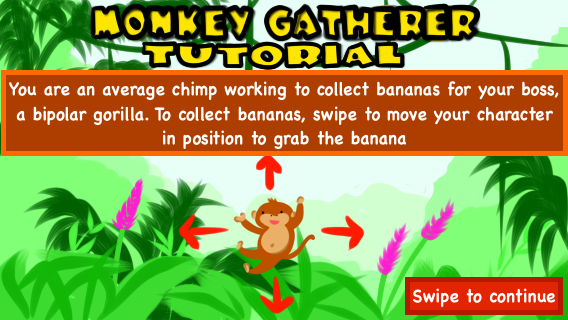 MONKEY GATHERER
TUTORIAL
You are an average chimp working to collect bananas for your boss,
a bipolar gorilla. To collect bananas, swipe to move your character
in position to grab the banana
Swipe to continue